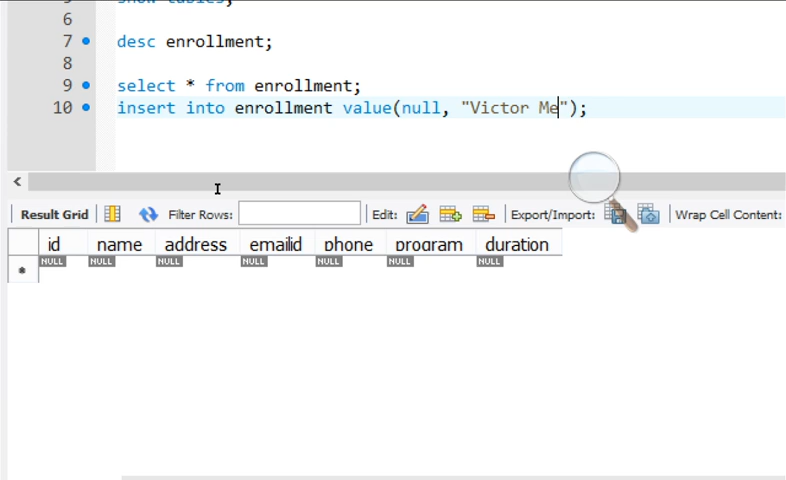 show tables;
6
7 desc enrollment;
8
9 select * from enrollment;
10 insert into enrollment value(null, "Victor Me");
Result Grid Filter Rows: Edit: Export/Import: Wrap Cell Content:
id name address emailid phone program duration
NULL NULL NULL NULL NULL NULL NULL